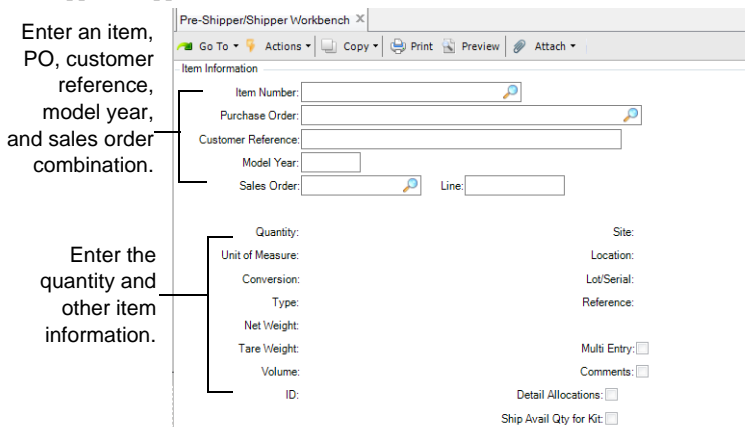 Pre-Shipper/Shipper Workbench X
Go To Actions Copy Print Preview Attach
Item Information
Enter an item,
PO, customer
reference,
model year,
and sales order
combination.
Item Number:
Purchase Order:
Customer Reference:
Model Year:
Sales Order: Line:
Enter the
quantity and
other item
information.
Quantity: Site:
Unit of Measure: Location:
Conversion: Lot/Serial:
Type: Reference:
Net Weight:
Tare Weight: Multi Entry:
Volume: Comments:
ID: Detail Allocations:
Ship Avail Qty for Kit: